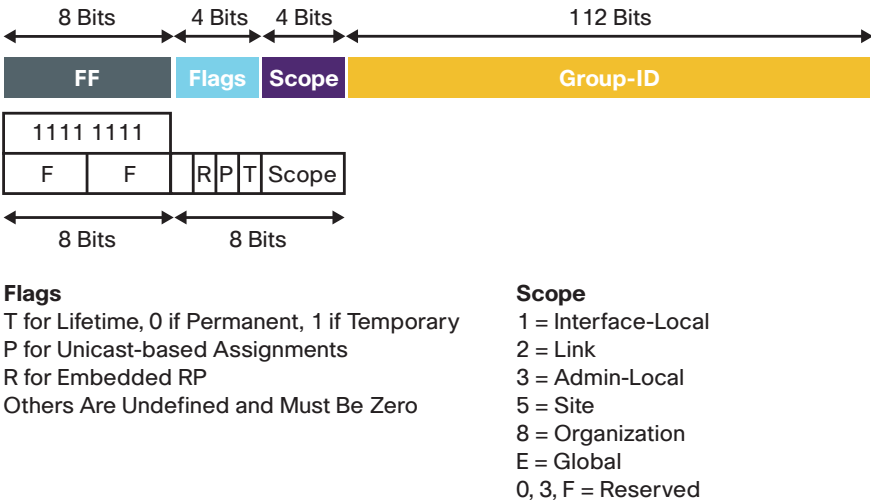 8 Bits 4 Bits 4 Bits 112 Bits
FF Flags Scope Group-ID
1111 1111
F F R P T Scope
8 Bits 8 Bits
Flags
T for Lifetime, 0 if Permanent, 1 if Temporary
P for Unicast-based Assignments
R for Embedded RP
Others Are Undefined and Must Be Zero
Scope
1 = Interface-Local
2 = Link
3 = Admin-Local
5 = Site
8 = Organization
E = Global
0, 3, F = Reserved